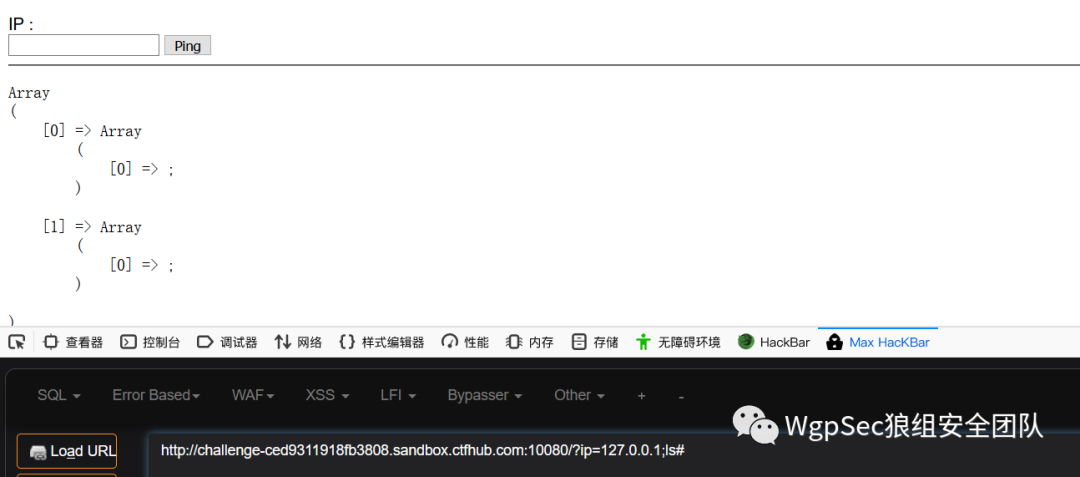 IP :
Ping
Array
(
[0] => Array
(
[0] => ;
)
[1] => Array
(
[0] => ;
)
)
查看器 控制台 调试器 网络 样式编辑器 性能 内存 存储 无障碍环境 HackBar Max HacKBar
SQL Error Based WAF XSS LFI Bypasser Other + -
WgpSec狼组安全团队
Load URL http://challenge-ced9311918fb3808.sandbox.ctfhub.com:10080/?ip=127.0.0.1;ls#